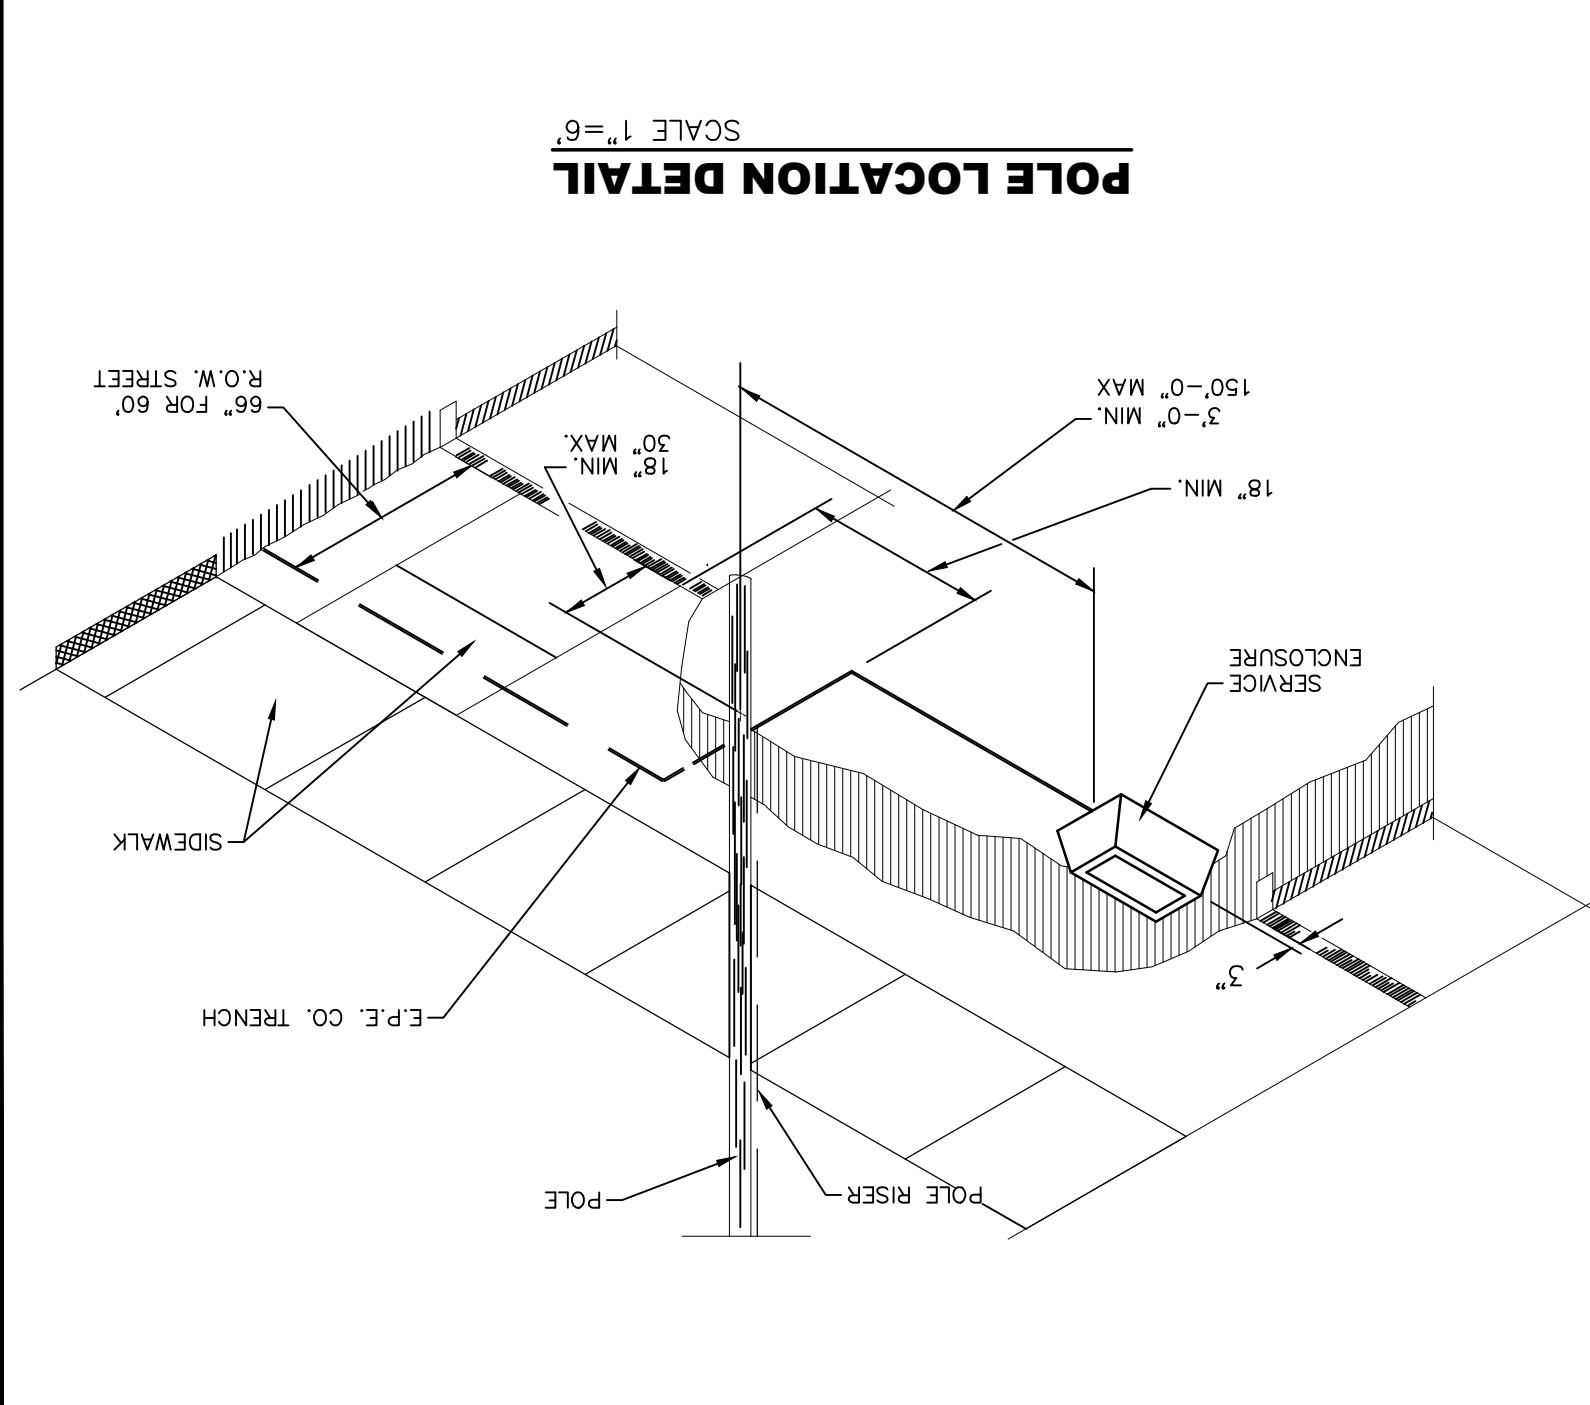 POLE RISER
POLE
E.P.E. CO. TRENCH
3"
SIDEWALK
SERVICE
ENCLOSURE
18" MIN.
18" MIN.
30" MAX.
3'-0" MIN.
150'-0" MAX
66" FOR 60'
R.O.W. STREET
POLE LOCATION DETAIL
SCALE 1"=6'